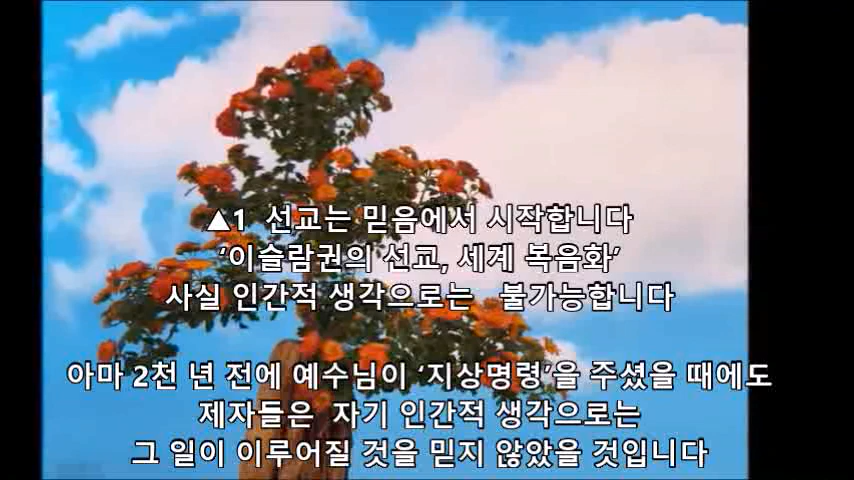 ▲1 선교는 믿음에서 시작합니다
'이슬람권의 선교, 세계 복음화'
사실 인간적 생각으로는 불가능합니다
아마 2천 년 전에 예수님이 ‘지상명령’을 주셨을 때에도
제자들은 자기 인간적 생각으로는
그 일이 이루어질 것을 믿지 않았을 것입니다